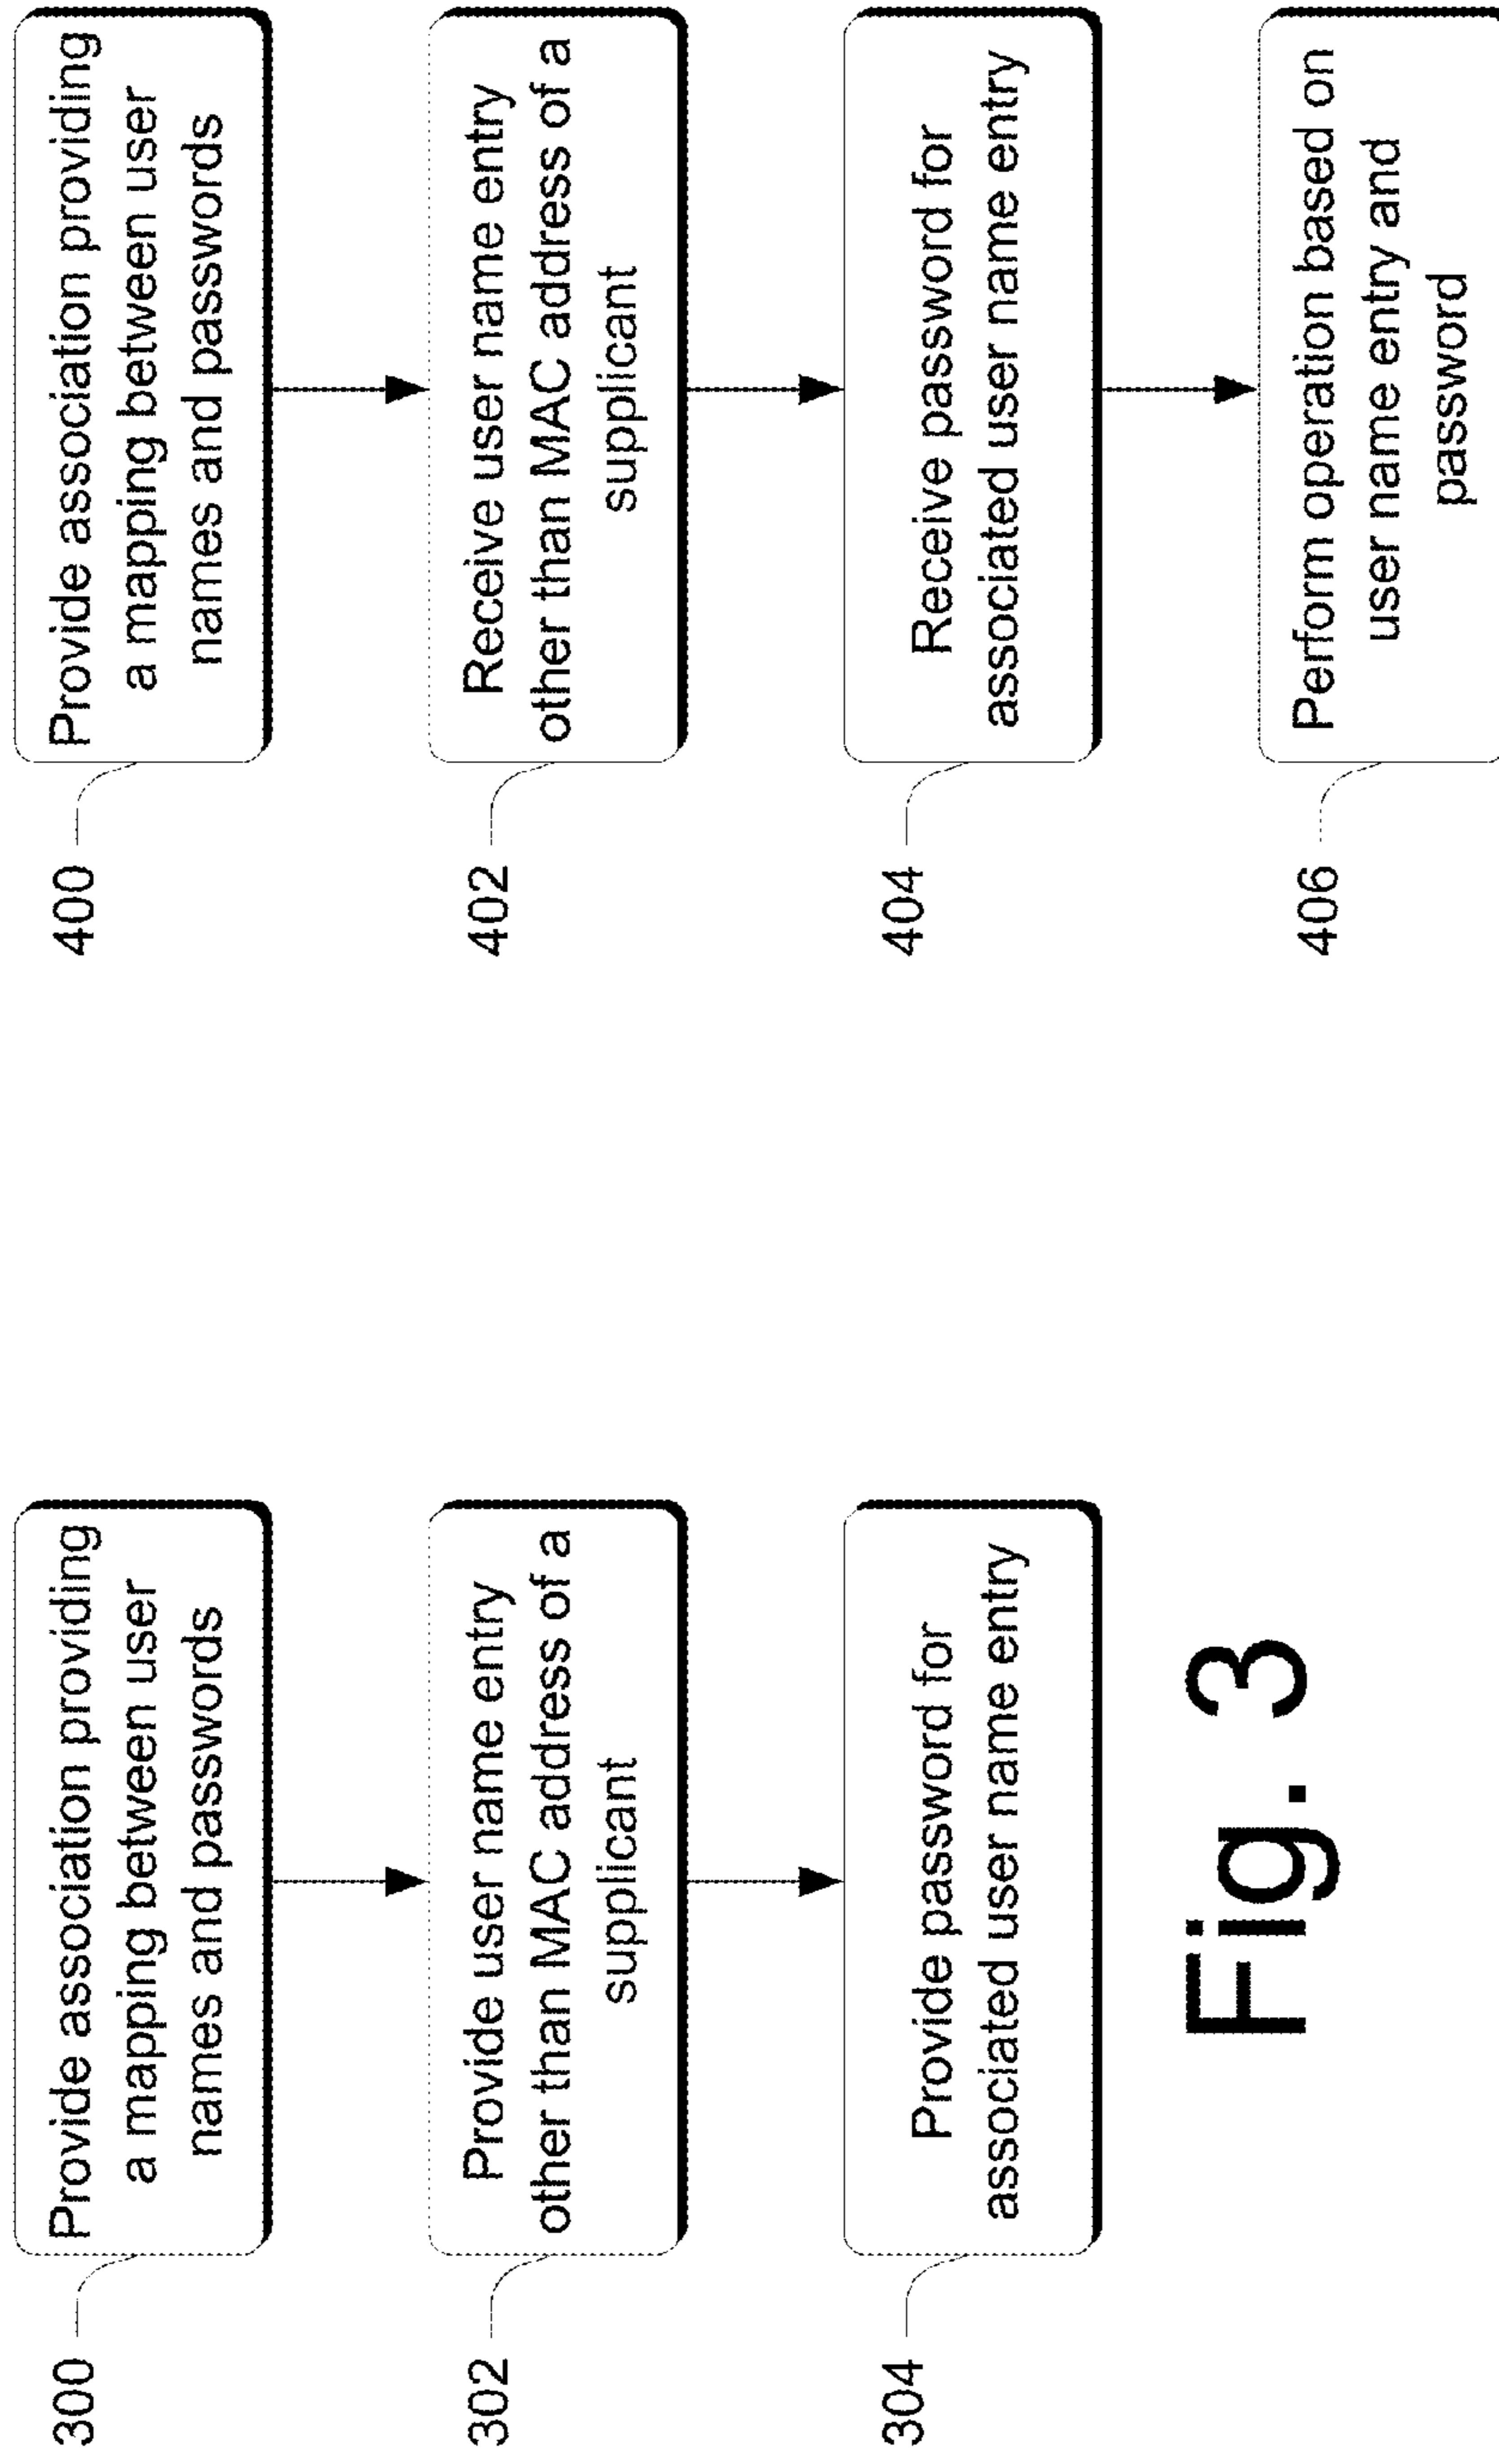 300
Provide association providing
a mapping between user
names and passwords
302
Provide user name entry
other than MAC address of a
supplicant
304
Provide password for
associated user name entry
Fig. 3
400
Provide association providing
a mapping between user
names and passwords
402
Receive user name entry
other than MAC address of a
supplicant
404
Receive password for
associated user name entry
406
Perform operation based on
user name entry and
password